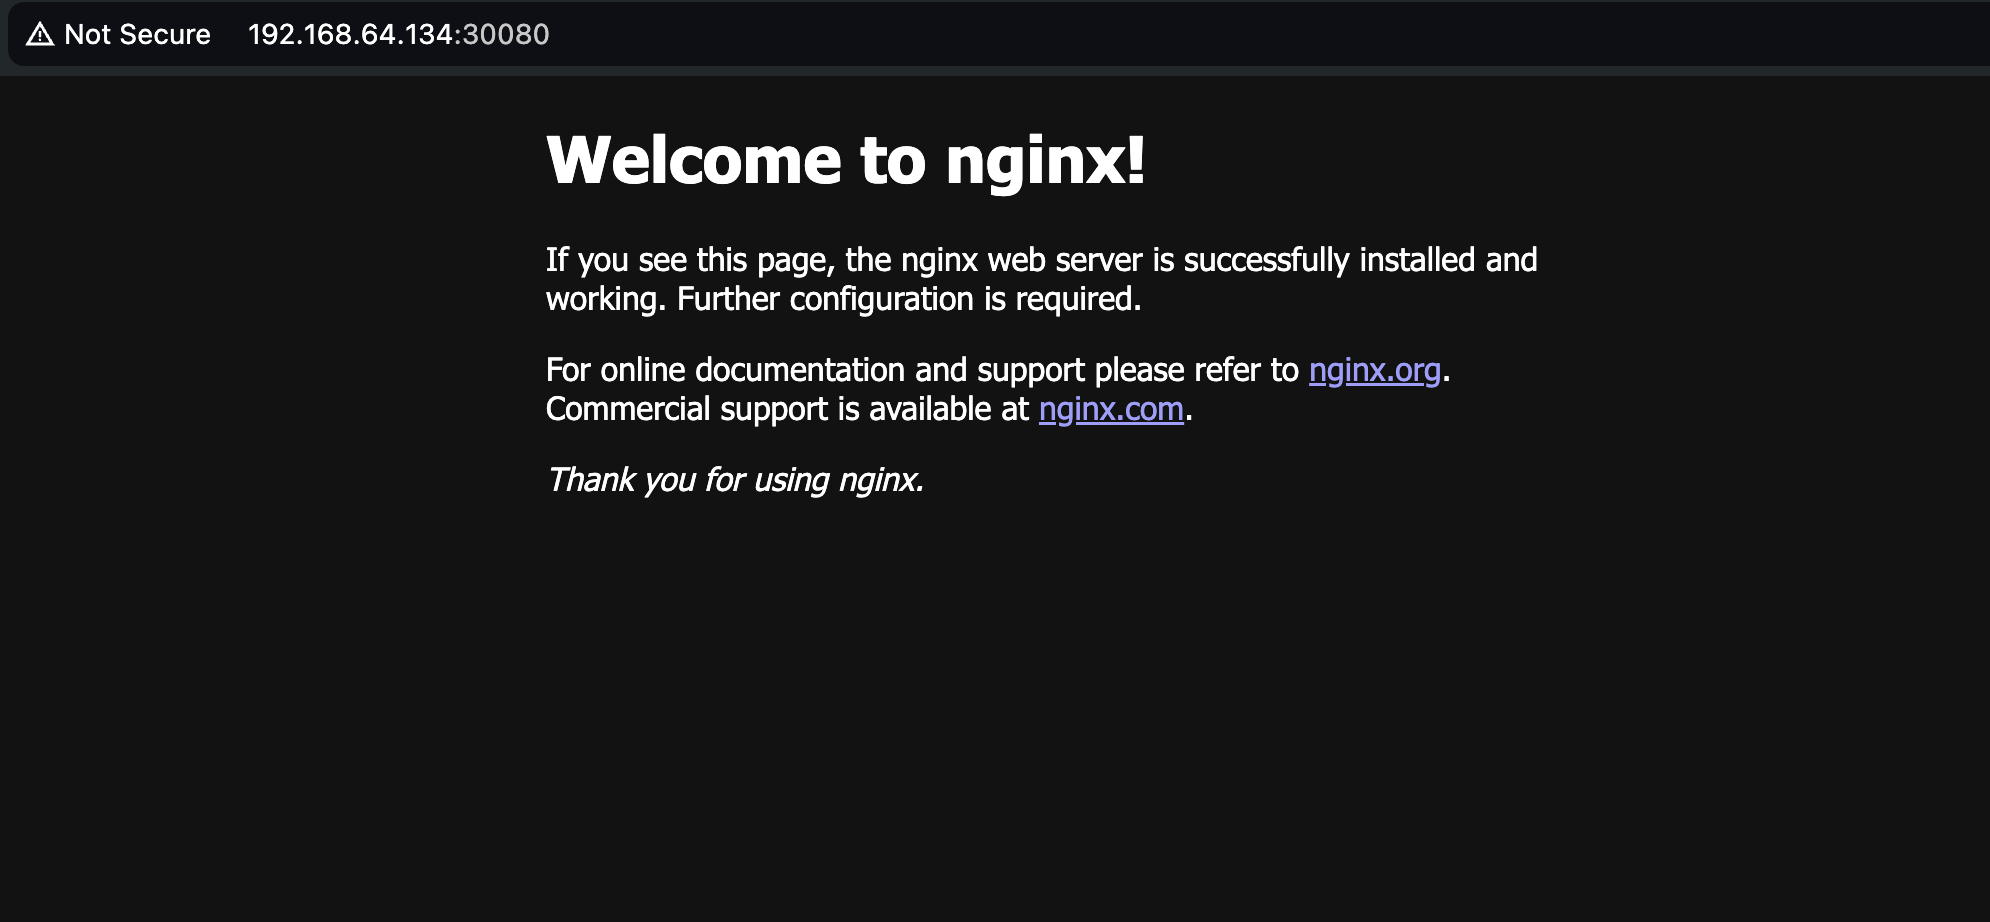 Not Secure 192.168.64.134:30080
Welcome to nginx!
If you see this page, the nginx web server is successfully installed and
working. Further configuration is required.
For online documentation and support please refer to nginx.org.
Commercial support is available at nginx.com.
Thank you for using nginx.